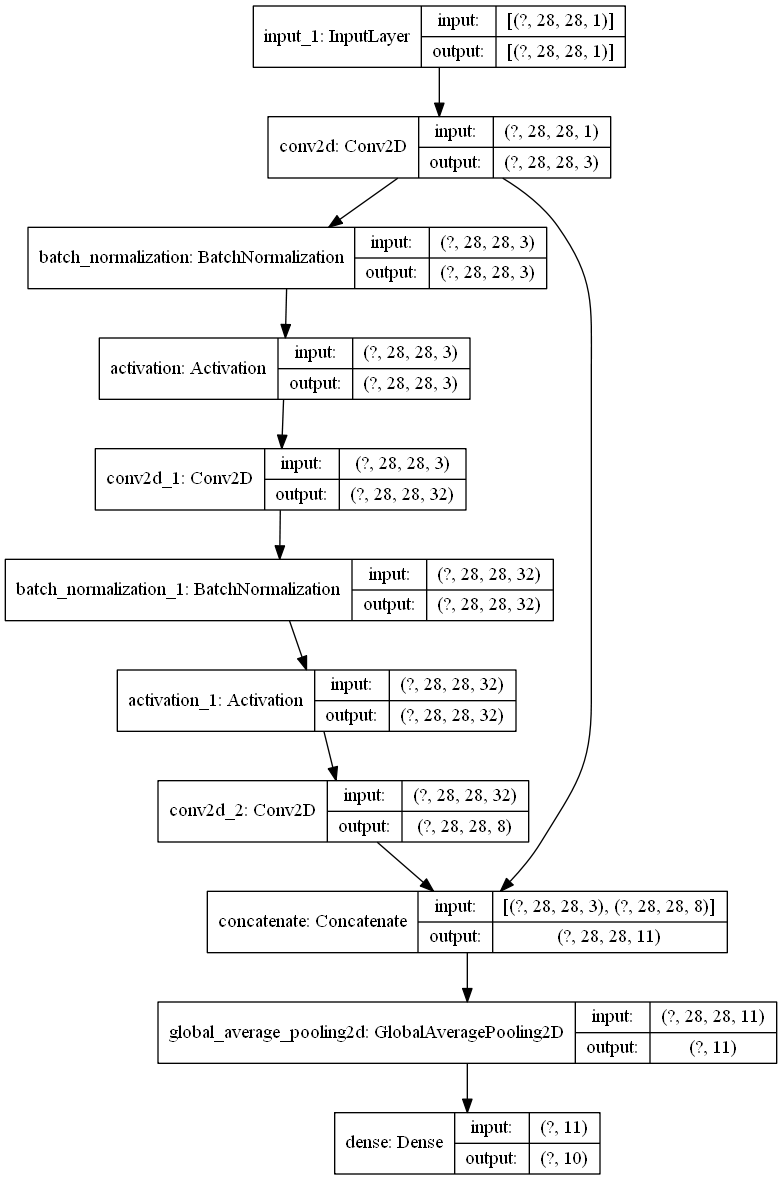 input_1: InputLayer
input: [(?, 28, 28, 1)]
output: [(?, 28, 28, 1)]
conv2d: Conv2D
input: (?, 28, 28, 1)
output: (?, 28, 28, 3)
batch_normalization: BatchNormalization
input: (?, 28, 28, 3)
output: (?, 28, 28, 3)
activation: Activation
input: (?, 28, 28, 3)
output: (?, 28, 28, 3)
conv2d_1: Conv2D
input: (?, 28, 28, 3)
output: (?, 28, 28, 32)
batch_normalization_1: BatchNormalization
input: (?, 28, 28, 32)
output: (?, 28, 28, 32)
activation_1: Activation
input: (?, 28, 28, 32)
output: (?, 28, 28, 32)
conv2d_2: Conv2D
input: (?, 28, 28, 32)
output: (?, 28, 28, 8)
concatenate: Concatenate
input: [(?, 28, 28, 3), (?, 28, 28, 8)]
output: (?, 28, 28, 11)
global_average_pooling2d: GlobalAveragePooling2D
input: (?, 28, 28, 11)
output: (?, 11)
dense: Dense
input: (?, 11)
output: (?, 10)